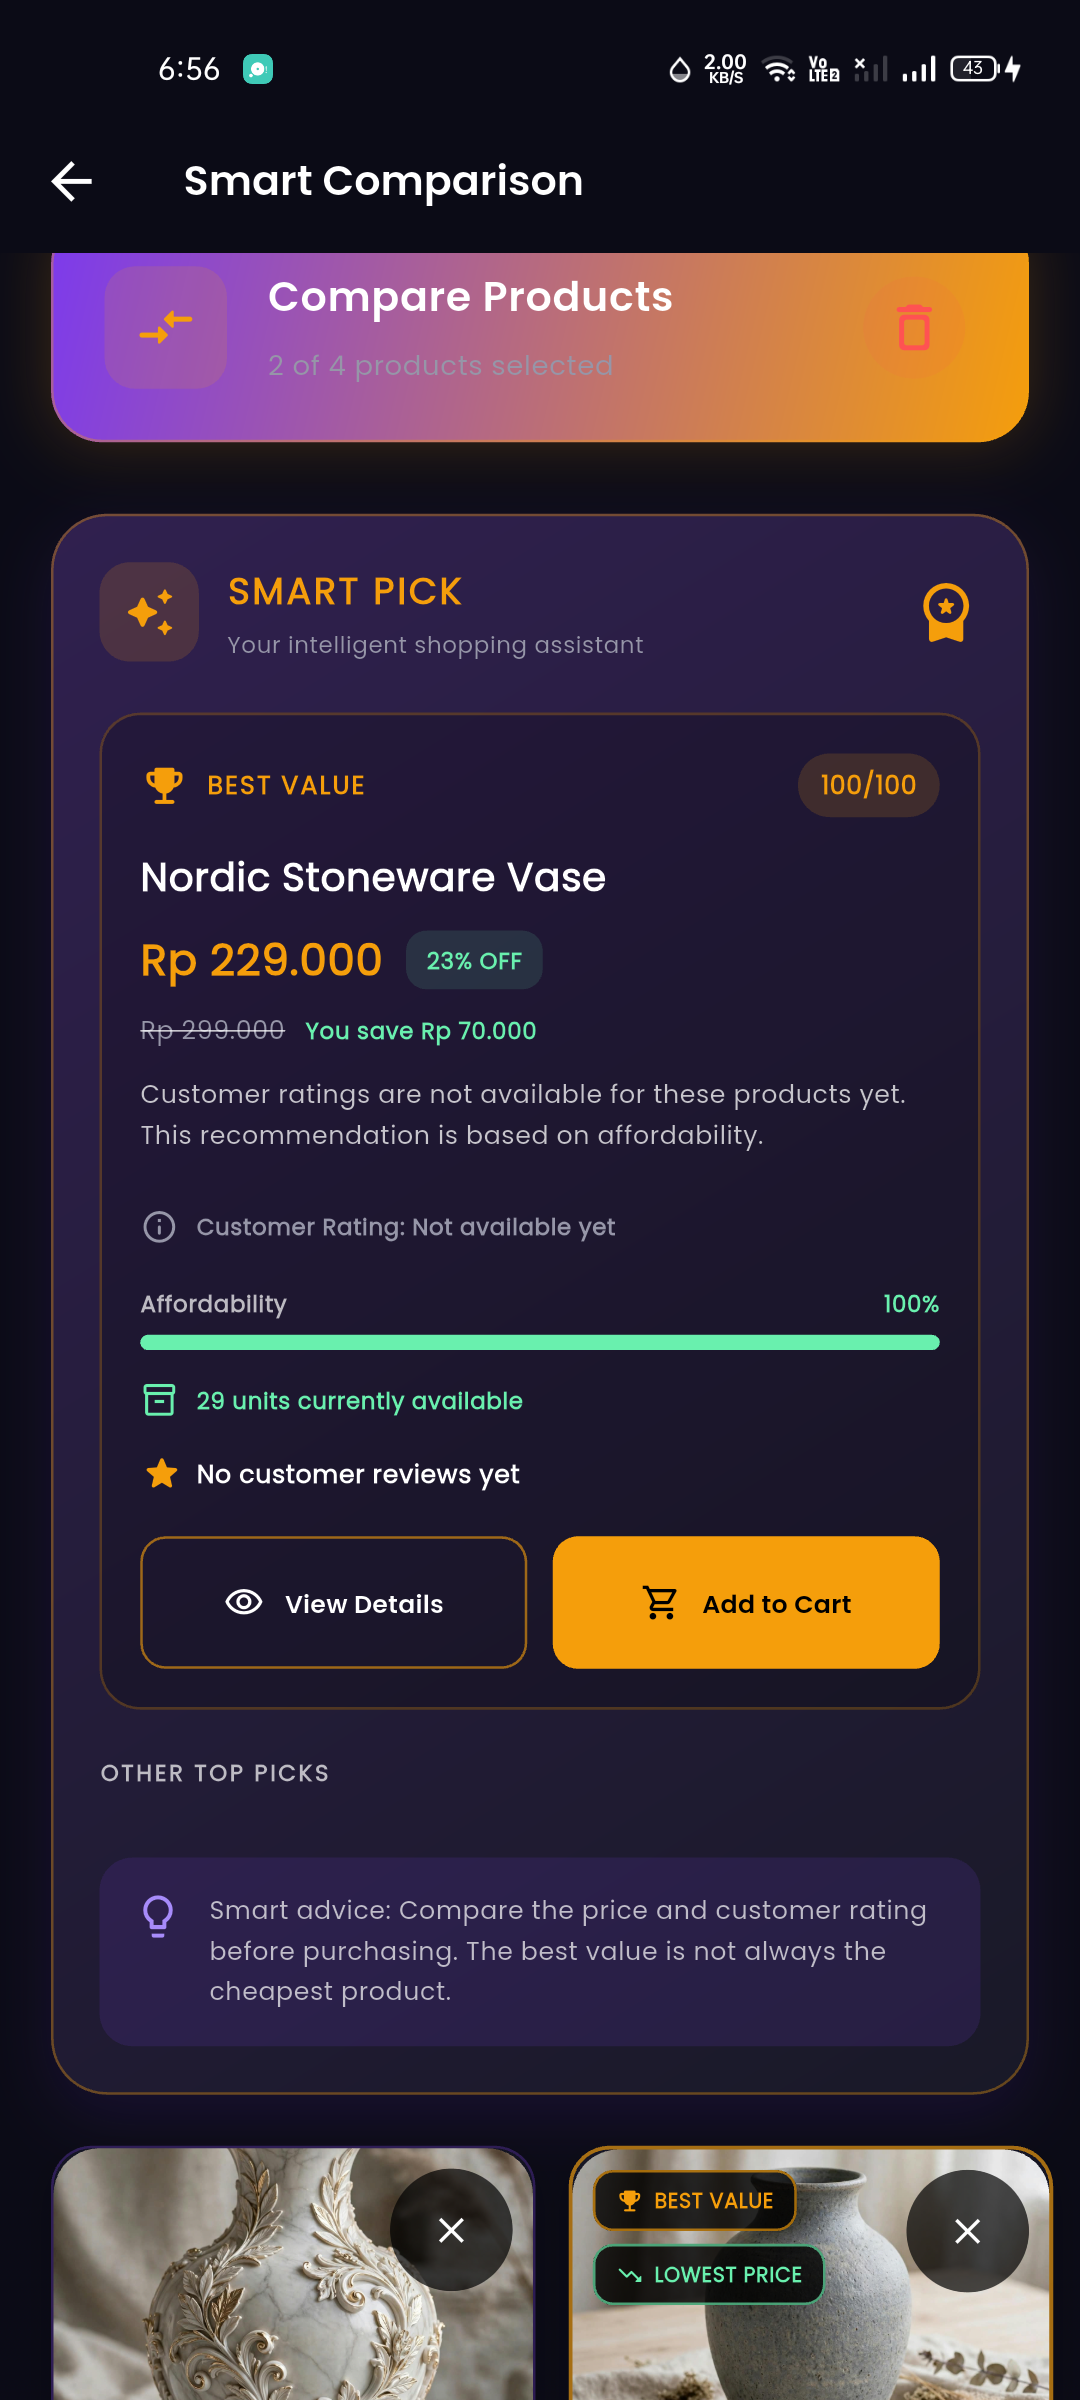 6:56
2.00
KB/S
Vo
LTE 2
43
Smart Comparison
Compare Products
2 of 4 products selected
SMART PICK
Your intelligent shopping assistant
BEST VALUE
100/100
Nordic Stoneware Vase
Rp 229.000
23% OFF
Rp 299.000
You save Rp 70.000
Customer ratings are not available for these products yet.
This recommendation is based on affordability.
Customer Rating: Not available yet
Affordability
100%
29 units currently available
No customer reviews yet
View Details
Add to Cart
OTHER TOP PICKS
Smart advice: Compare the price and customer rating
before purchasing. The best value is not always the
cheapest product.
BEST VALUE
LOWEST PRICE